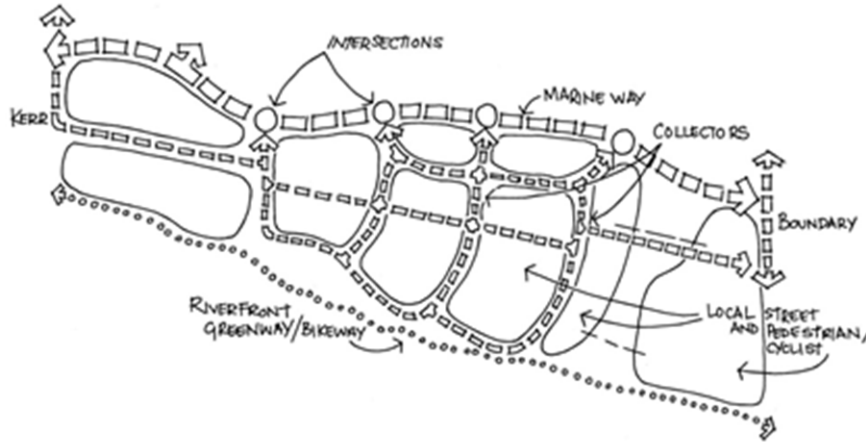 INTERSECTIONS
MARINE WAY
KERR
COLLECTORS
BOUNDARY
RIVERFRONT
GREENWAY/BIKEWAY
LOCAL STREET
AND PEDESTRIAN/
CYCLIST